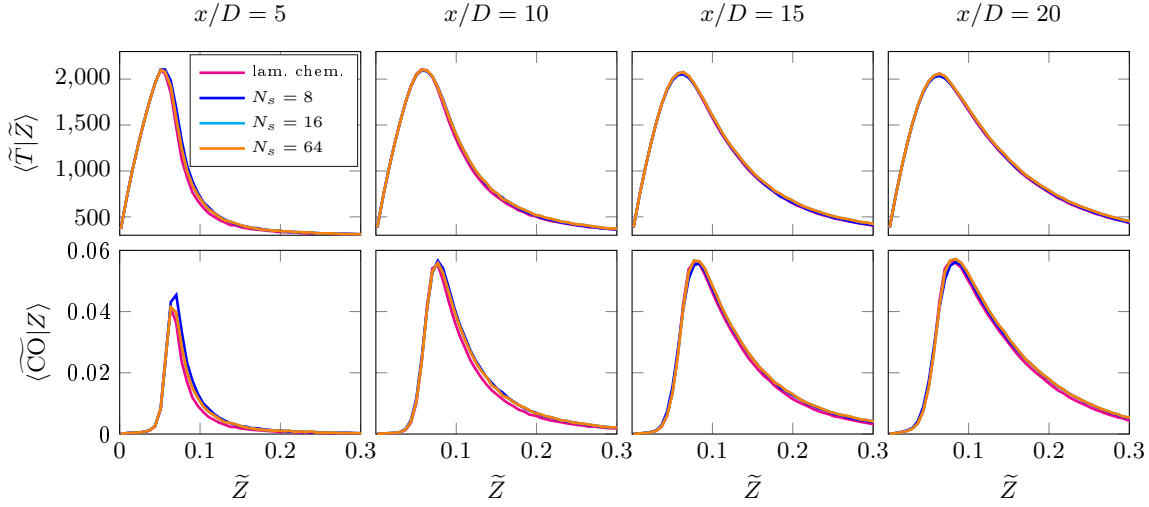 x/D = 5 x/D = 10 x/D = 15 x/D = 20
⟨T̃|Z̃⟩
2,000
1,500
1,000
500
lam. chem.
N_s = 8
N_s = 16
N_s = 64
⟨C͠O|Z⟩
0.06
0.04
0.02
0
0 0.1 0.2 0.3 0.1 0.2 0.3 0.1 0.2 0.3 0.1 0.2 0.3
Z̃ Z̃ Z̃ Z̃